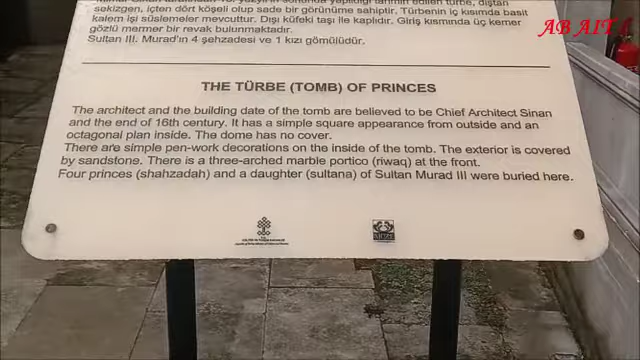 sekizgen, içten dört köşeli olup sade bir görünüme sahiptir. Türbenin iç kısımda basit
kalem işi süslemeler mevcuttur. Dışı küfeki taşı ile kaplıdır. Giriş kısmında üç kemer
gözlü mermer bir revak bulunmaktadır.
Sultan III. Murad'ın 4 şehzadesi ve 1 kızı gömülüdür.
THE TÜRBE (TOMB) OF PRINCES
The architect and the building date of the tomb are believed to be Chief Architect Sinan
and the end of 16th century. It has a simple square appearance from outside and an
octagonal plan inside. The dome has no cover.
There are simple pen-work decorations on the inside of the tomb. The exterior is covered
by sandstone. There is a three-arched marble portico (riwaq) at the front.
Four princes (shahzadah) and a daughter (sultana) of Sultan Murad III were buried here.
AB AITA